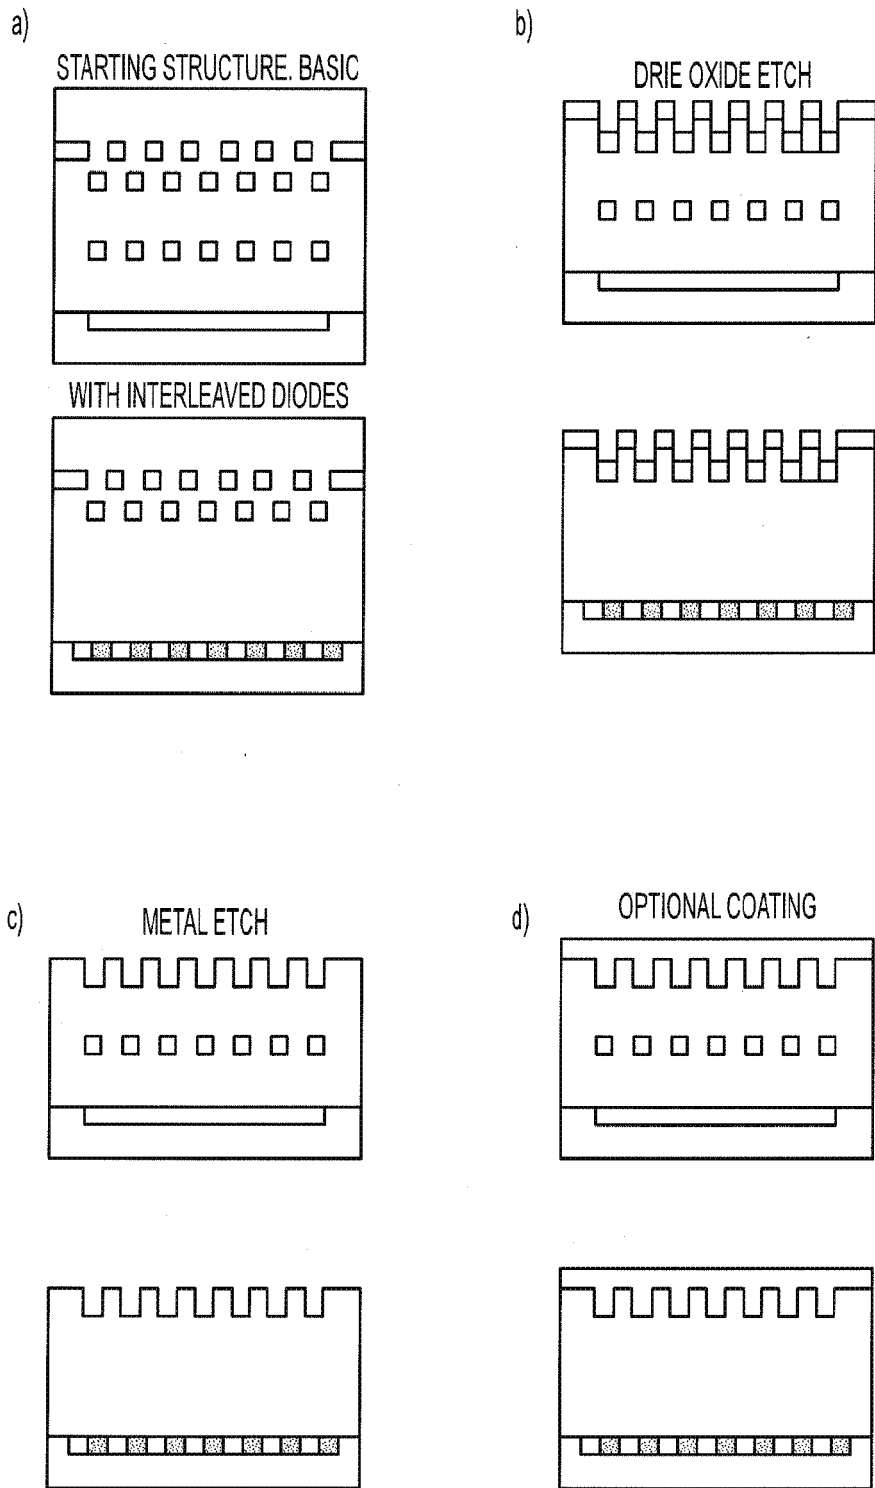 a)
STARTING STRUCTURE. BASIC
WITH INTERLEAVED DIODES
b)
DRIE OXIDE ETCH
c)
METAL ETCH
d)
OPTIONAL COATING